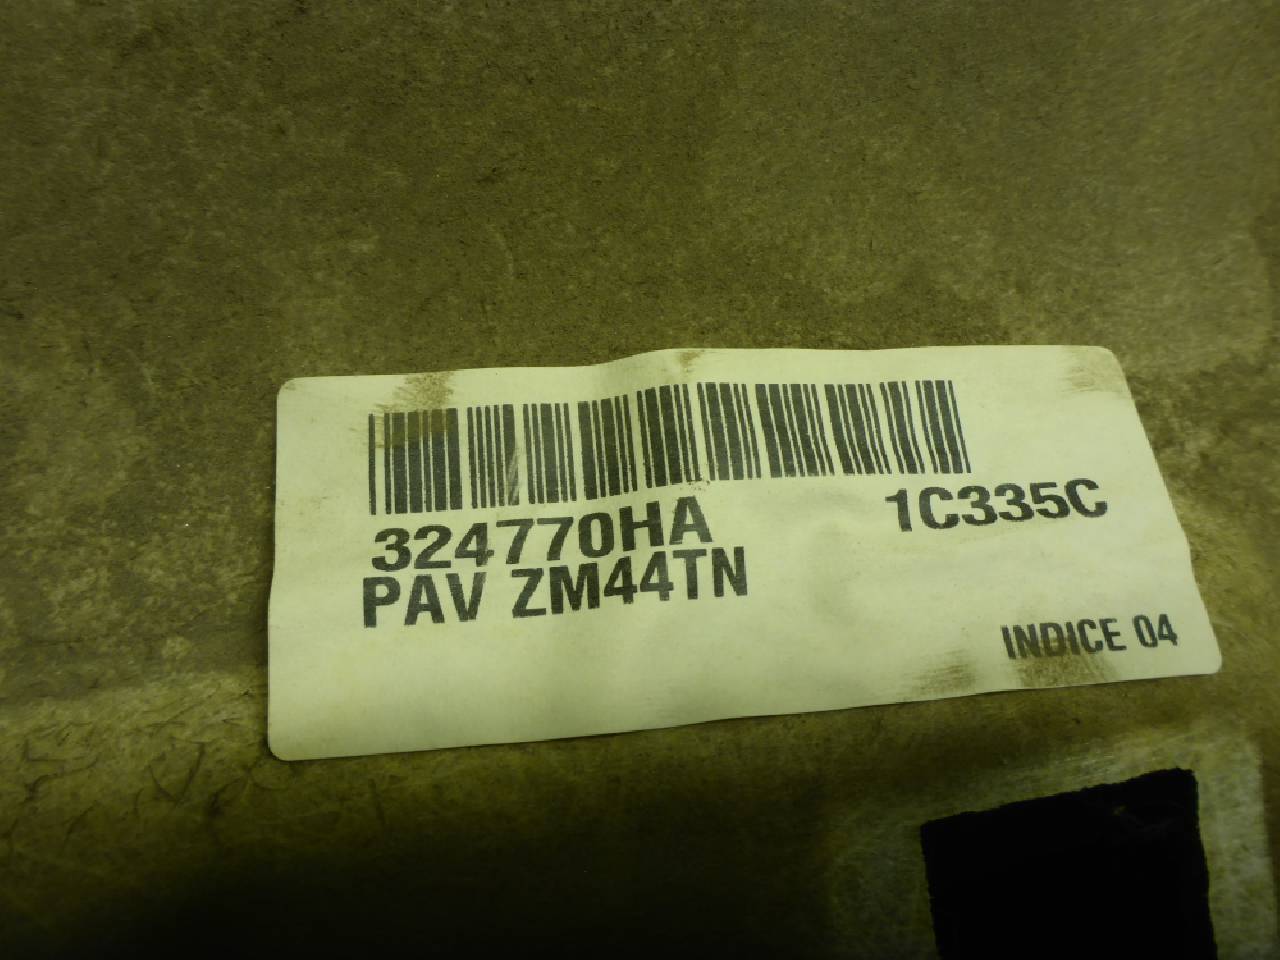 324770HA 1C335C
PAV ZM44TN
INDICE 04